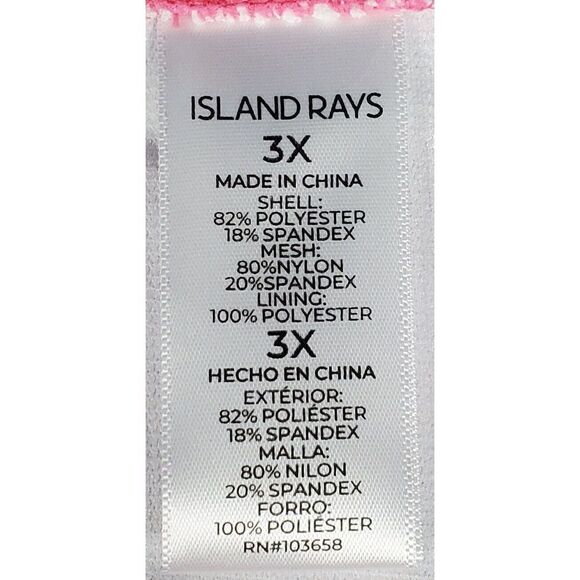 ISLAND RAYS
3X
MADE IN CHINA
SHELL:
82% POLYESTER
18% SPANDEX
MESH:
80%NYLON
20%SPANDEX
LINING:
100% POLYESTER
3X
HECHO EN CHINA
EXTÉRIOR:
82% POLIÉSTER
18% SPANDEX
MALLA:
80% NILON
20% SPANDEX
FORRO:
100% POLIÉSTER
RN#103658